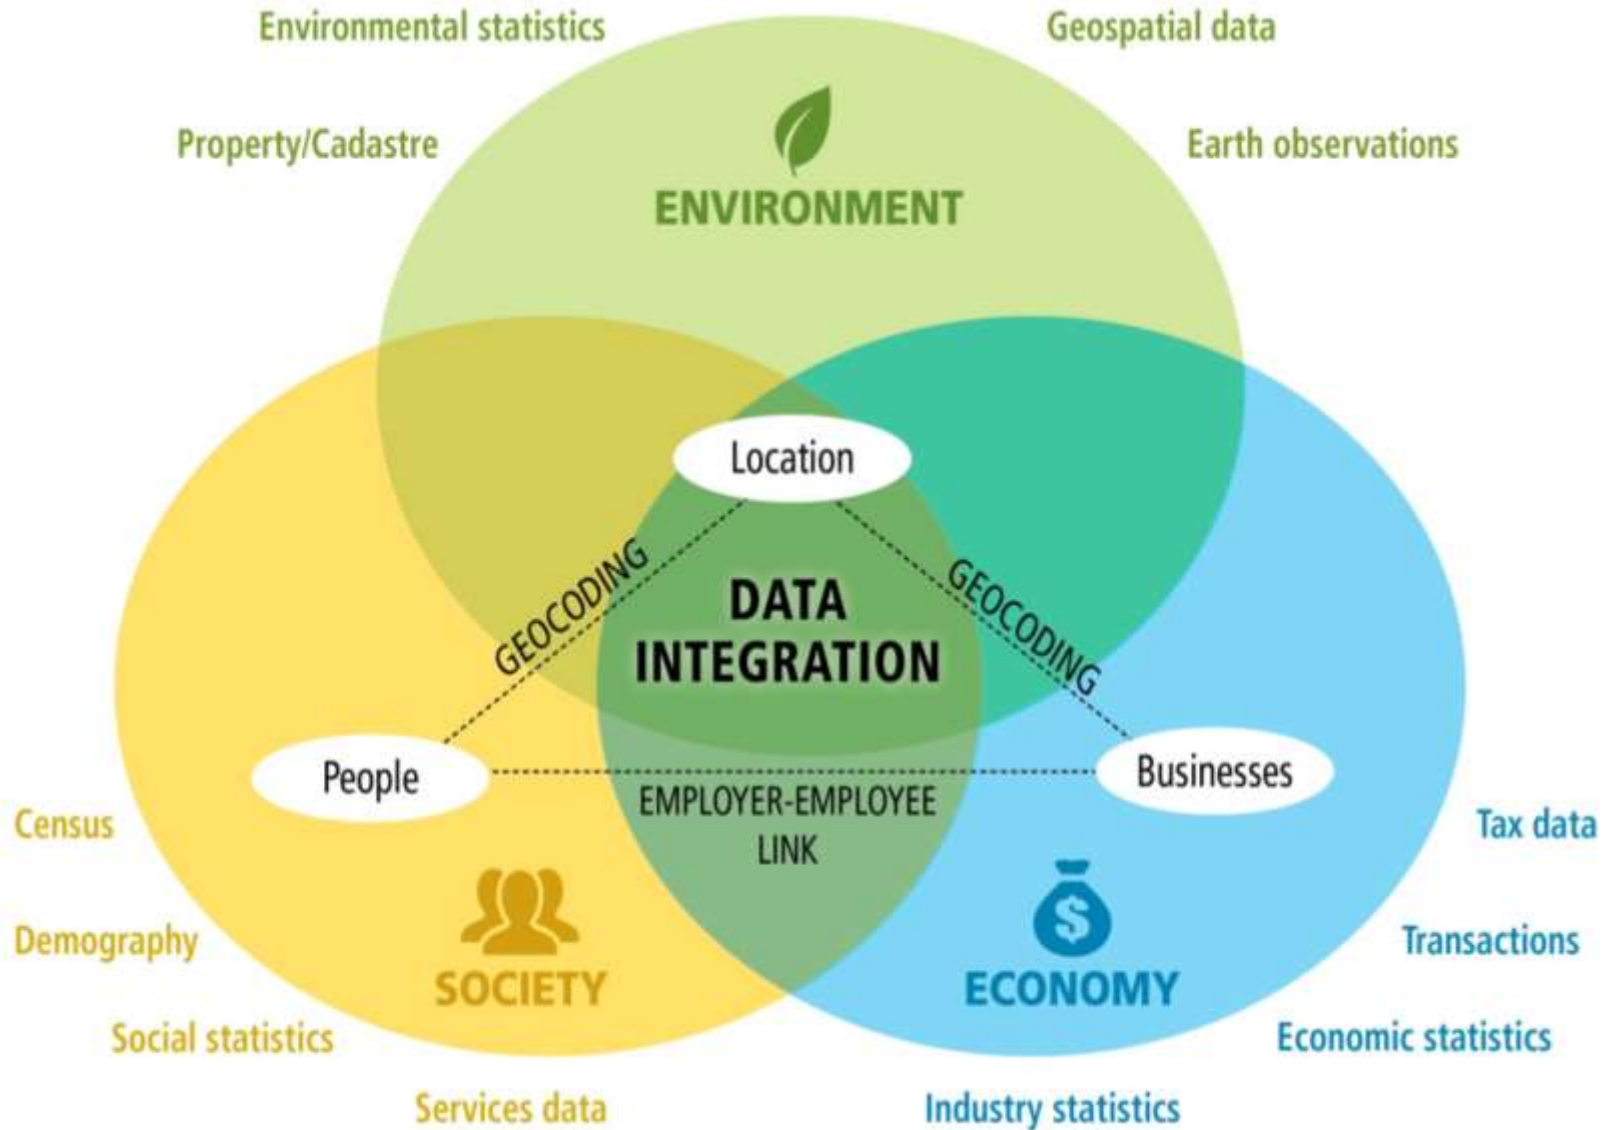 Environmental statistics
Geospatial data
Property/Cadastre
Earth observations
ENVIRONMENT
Location
GEOCODING
GEOCODING
DATA
INTEGRATION
People
Businesses
EMPLOYER-EMPLOYEE
LINK
Census
Tax data
Demography
Transactions
$
SOCIETY
ECONOMY
Social statistics
Economic statistics
Services data
Industry statistics